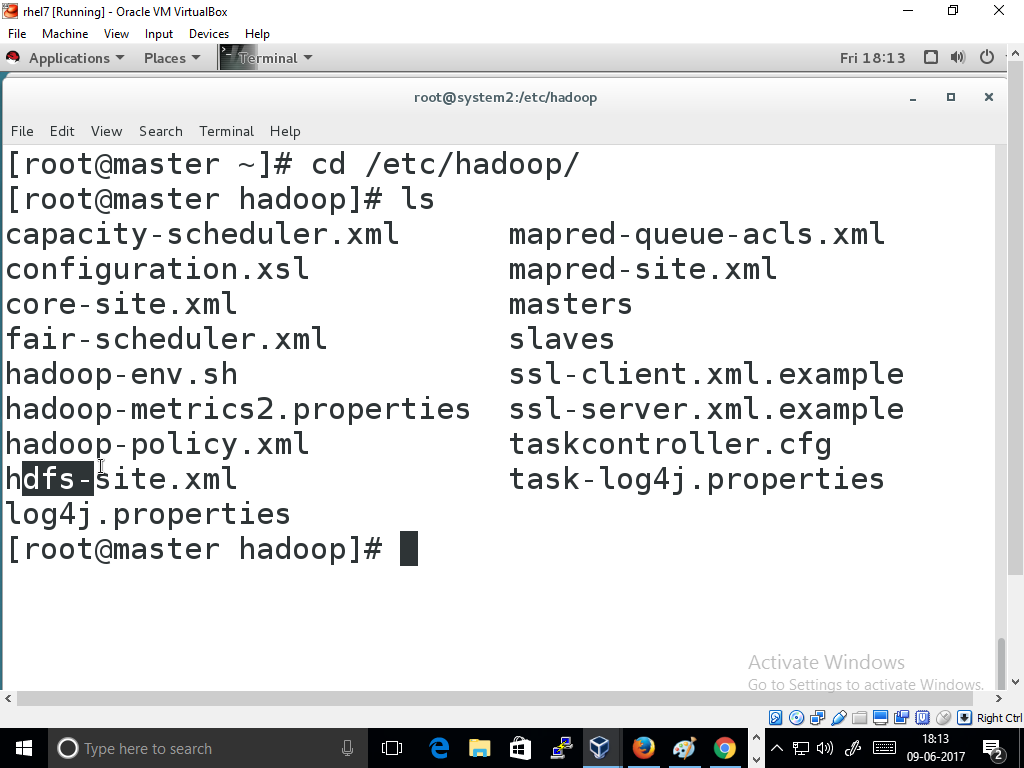 rhel7 [Running] - Oracle VM VirtualBox
File Machine View Input Devices Help
Applications Places Terminal Fri 18:13
root@system2:/etc/hadoop
File Edit View Search Terminal Help
[root@master ~]# cd /etc/hadoop/
[root@master hadoop]# ls
capacity-scheduler.xml mapred-queue-acls.xml
configuration.xsl mapred-site.xml
core-site.xml masters
fair-scheduler.xml slaves
hadoop-env.sh ssl-client.xml.example
hadoop-metrics2.properties ssl-server.xml.example
hadoop-policy.xml taskcontroller.cfg
hdfs-site.xml task-log4j.properties
log4j.properties
[root@master hadoop]#
Activate Windows
Go to Settings to activate Windows.
Right Ctrl
Type here to search
18:13
09-06-2017
2